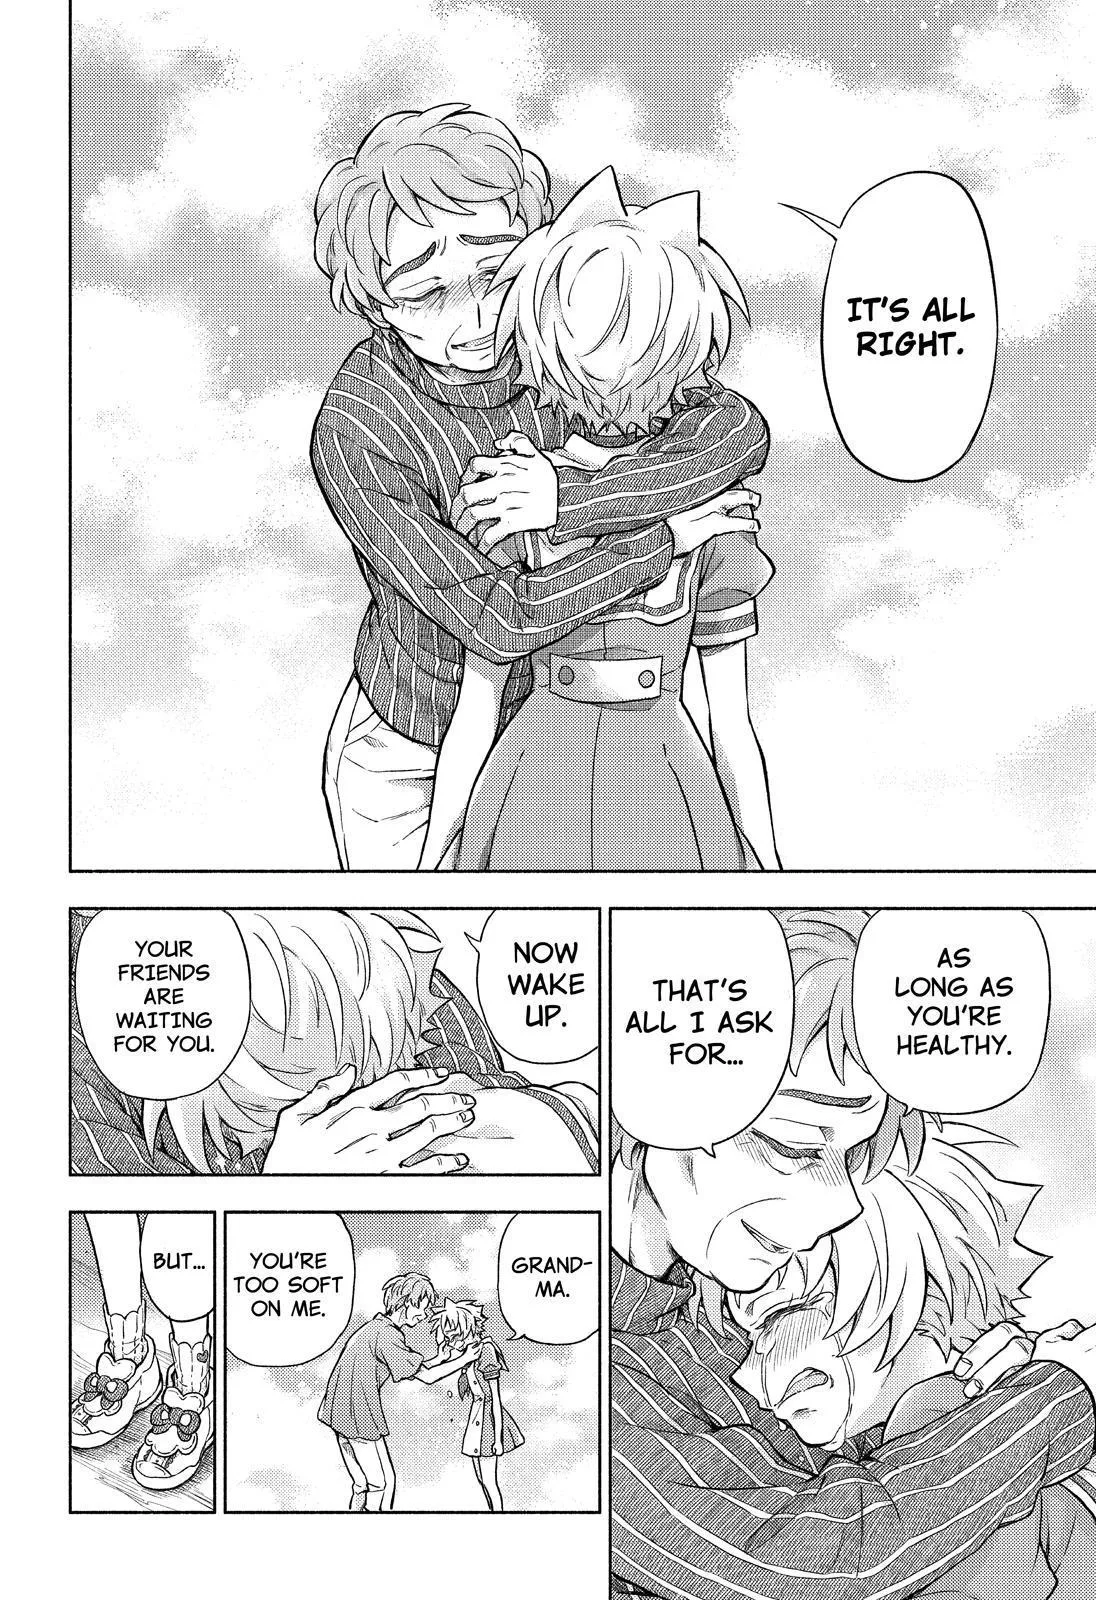 IT'S ALL
RIGHT.
AS
LONG AS
YOU'RE
HEALTHY.
THAT'S
ALL I ASK
FOR...
NOW
WAKE
UP.
YOUR
FRIENDS
ARE
WAITING
FOR YOU.
GRAND-
MA.
YOU'RE
TOO SOFT
ON ME.
BUT...